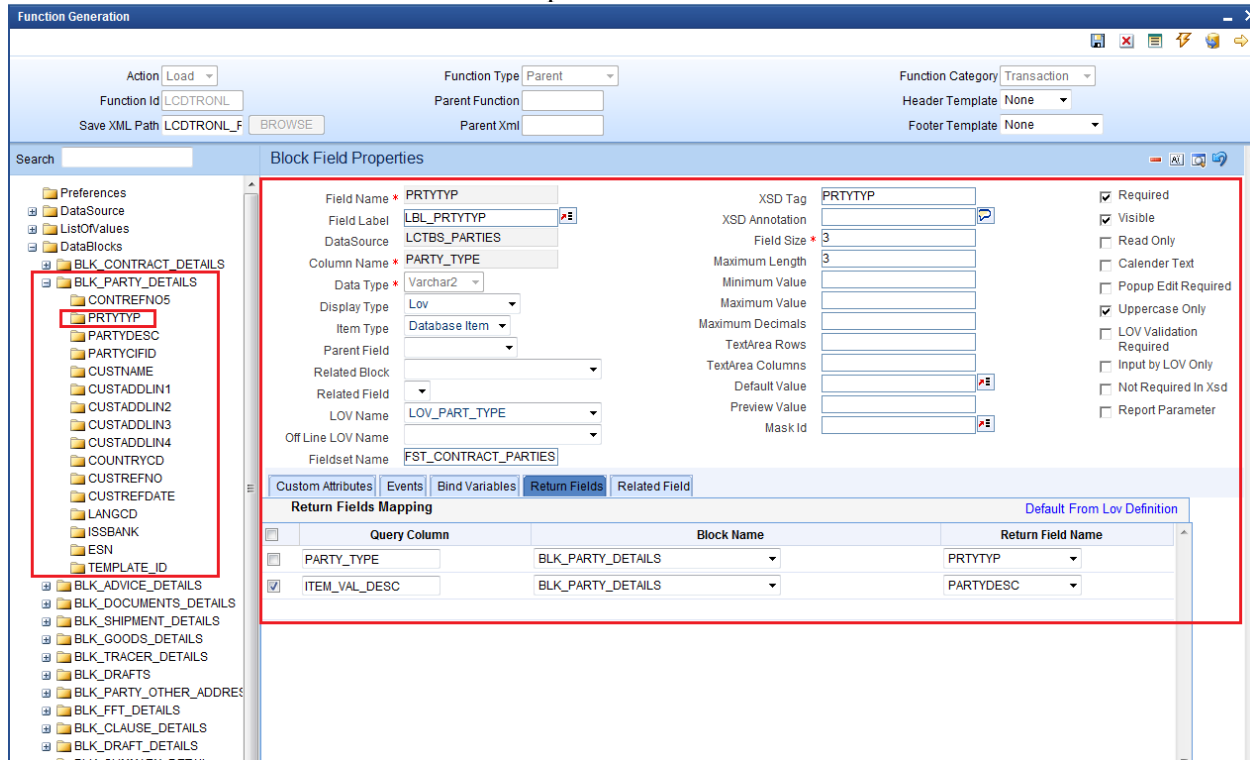 Function Generation
Action Load Function Type Parent Function Category Transaction
Function Id LCDTRONL Parent Function Header Template None
Save XML Path LCDTRONL_F BROWSE Parent Xml Footer Template None
Search Block Field Properties
Preferences
DataSource
ListOfValues
DataBlocks
BLK_CONTRACT_DETAILS
BLK_PARTY_DETAILS
CONTREFNO5
PRTYTYP
PARTYDESC
PARTYCIFID
CUSTNAME
CUSTADDLIN1
CUSTADDLIN2
CUSTADDLIN3
CUSTADDLIN4
COUNTRYCD
CUSTREFNO
CUSTREFDATE
LANGCD
ISSBANK
ESN
TEMPLATE_ID
BLK_ADVICE_DETAILS
BLK_DOCUMENTS_DETAILS
BLK_SHIPMENT_DETAILS
BLK_GOODS_DETAILS
BLK_TRACER_DETAILS
BLK_DRAFTS
BLK_PARTY_OTHER_ADDRES
BLK_FFT_DETAILS
BLK_CLAUSE_DETAILS
BLK_DRAFT_DETAILS
Field Name * PRTYTYP
Field Label LBL_PRTYTYP
DataSource LCTBS_PARTIES
Column Name * PARTY_TYPE
Data Type * Varchar2
Display Type Lov
Item Type Database Item
Parent Field
Related Block
Related Field
LOV Name LOV_PART_TYPE
Off Line LOV Name
Fieldset Name FST_CONTRACT_PARTIES
XSD Tag PRTYTYP
XSD Annotation
Field Size * 3
Maximum Length 3
Minimum Value
Maximum Value
Maximum Decimals
TextArea Rows
TextArea Columns
Default Value
Preview Value
Mask Id
Required
Visible
Read Only
Calender Text
Popup Edit Required
Uppercase Only
LOV Validation
Required
Input by LOV Only
Not Required In Xsd
Report Parameter
Custom Attributes Events Bind Variables Return Fields Related Field
Return Fields Mapping Default From Lov Definition
Query Column Block Name Return Field Name
PARTY_TYPE BLK_PARTY_DETAILS PRTYTYP
ITEM_VAL_DESC BLK_PARTY_DETAILS PARTYDESC